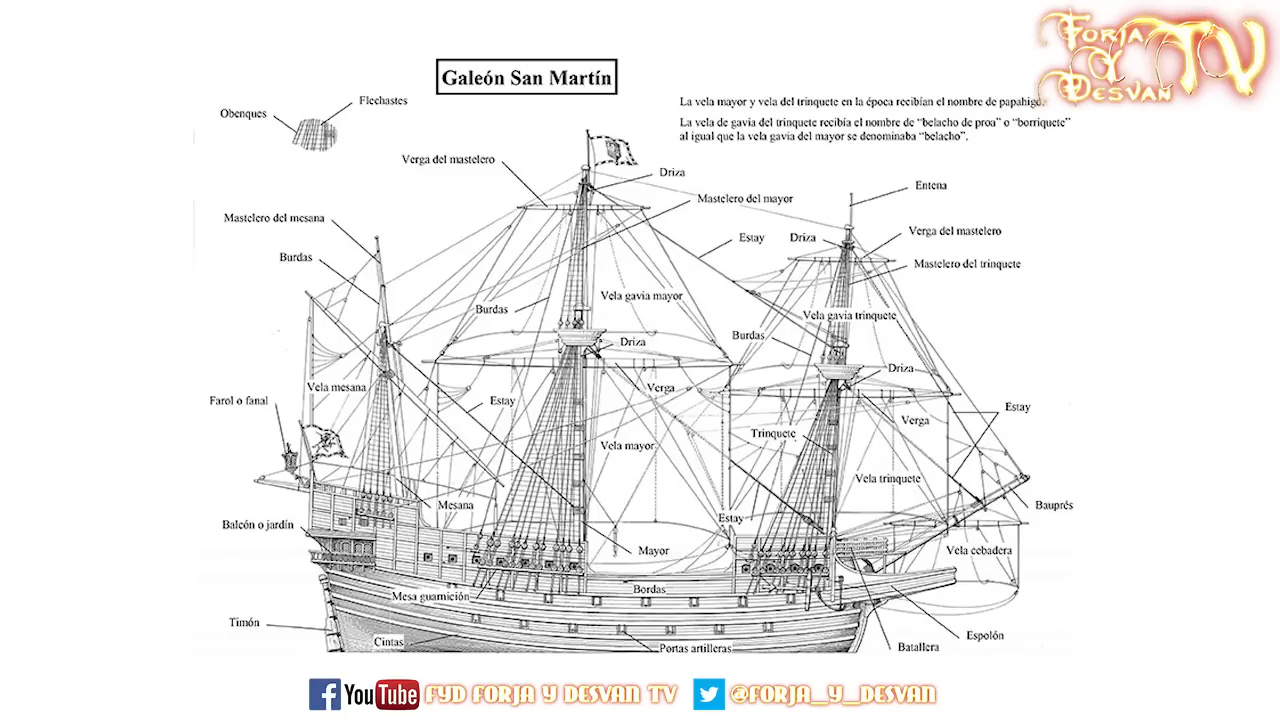 Forja
Y
Desvan
TV
Galeón San Martín
La vela mayor y vela del trinquete en la época recibían el nombre de papahigo.
La vela de gavia del trinquete recibía el nombre de “belacho de proa” o “borriquete”
al igual que la vela gavia del mayor se denominaba “belacho”.
Flechastes
Obenques
Verga del mastelero
Driza
Entena
Mastelero del mayor
Mastelero del mesana
Verga del mastelero
Estay
Driza
Burdas
Mastelero del trinquete
Vela gavia mayor
Burdas
Vela gavia trinquete
Burdas
Driza
Driza
Vela mesana
Verga
Farol o fanal
Estay
Estay
Verga
Trinquete
Vela mayor
Vela trinquete
Mesana
Bauprés
Estay
Balcón o jardín
Mayor
Vela cebadera
Bordas
Mesa guarnición
Timón
Espolón
Cintas
Portas artilleras
Batallera
f YouTube FYD FORJA Y DESVAN TV @FORJA_Y_DESVAN